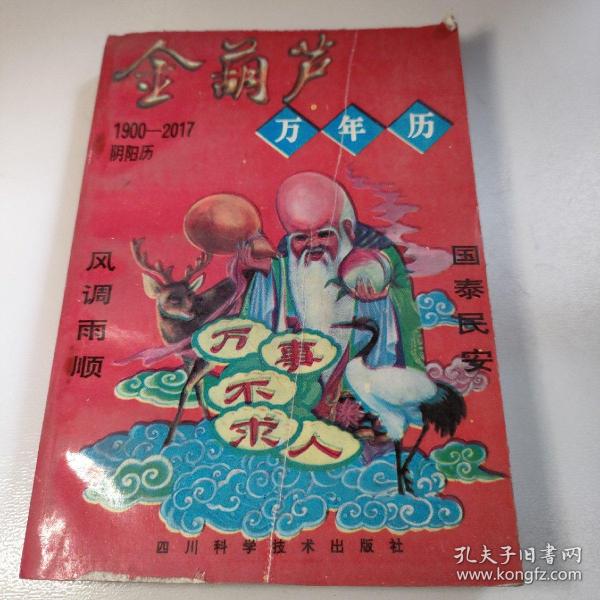 金葫芦
万年历
1900—2017
阴阳历
风调雨顺
国泰民安
万事
不
求人
四川科学技术出版社
孔夫子旧书网
www.kongfz.com